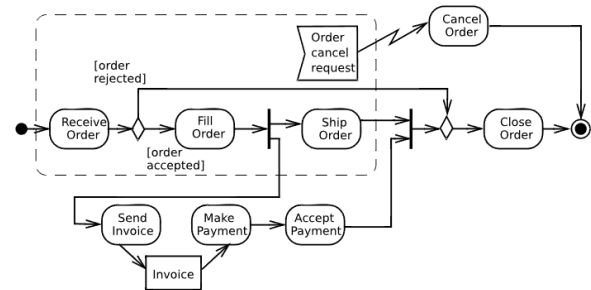 Cancel
Order
Order
cancel
request
[order
rejected]
Receive
Order
Fill
Order
Ship
Order
Close
Order
[order
accepted]
Send
Invoice
Make
Payment
Accept
Payment
Invoice